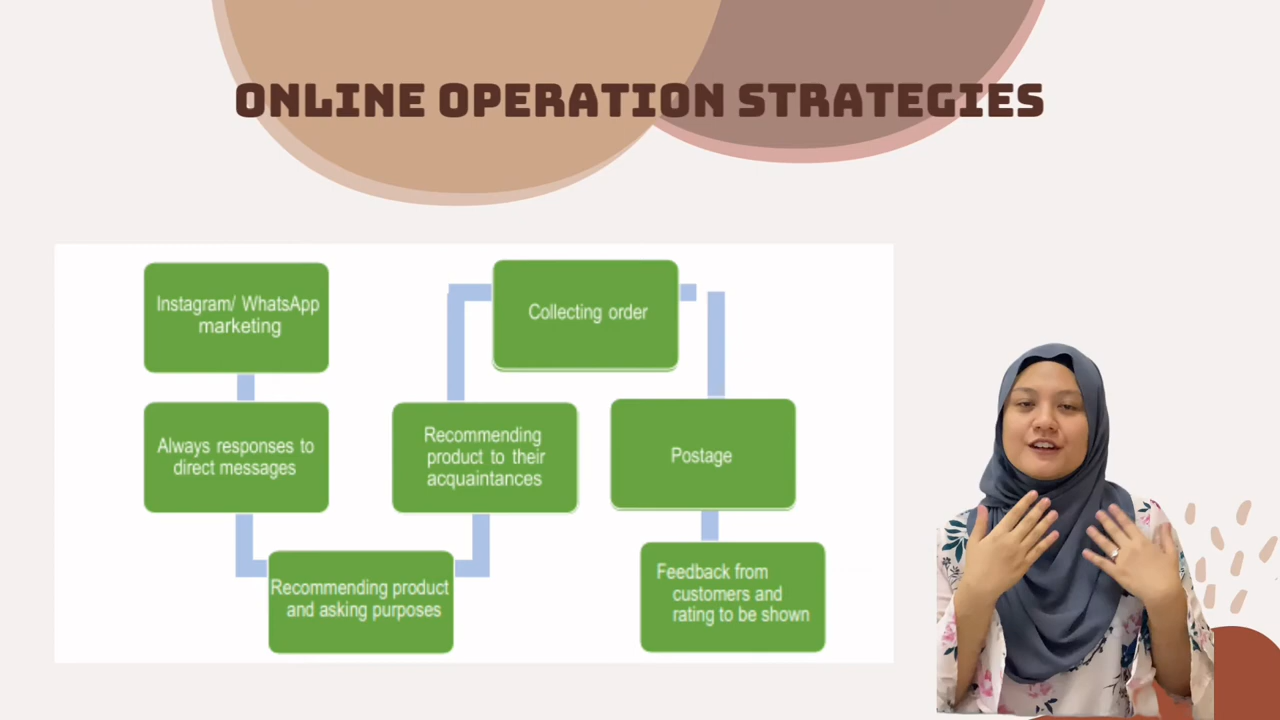 ONLINE OPERATION STRATEGIES
Instagram/ WhatsApp
marketing
Always responses to
direct messages
Recommending product
and asking purposes
Recommending
product to their
acquaintances
Collecting order
Postage
Feedback from
customers and
rating to be shown